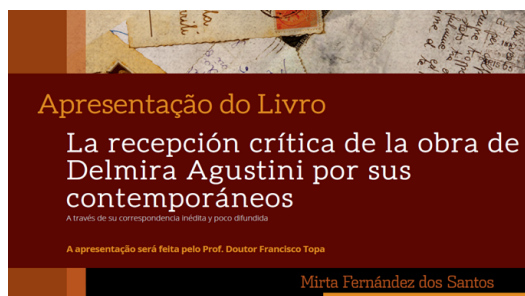 Apresentação do Livro
La recepción crítica de la obra de
Delmira Agustini por sus
contemporáneos
A través de su correspondencia inédita y poco difundida
A apresentação será feita pelo Prof. Doutor Francisco Topa
Mirta Fernández dos Santos